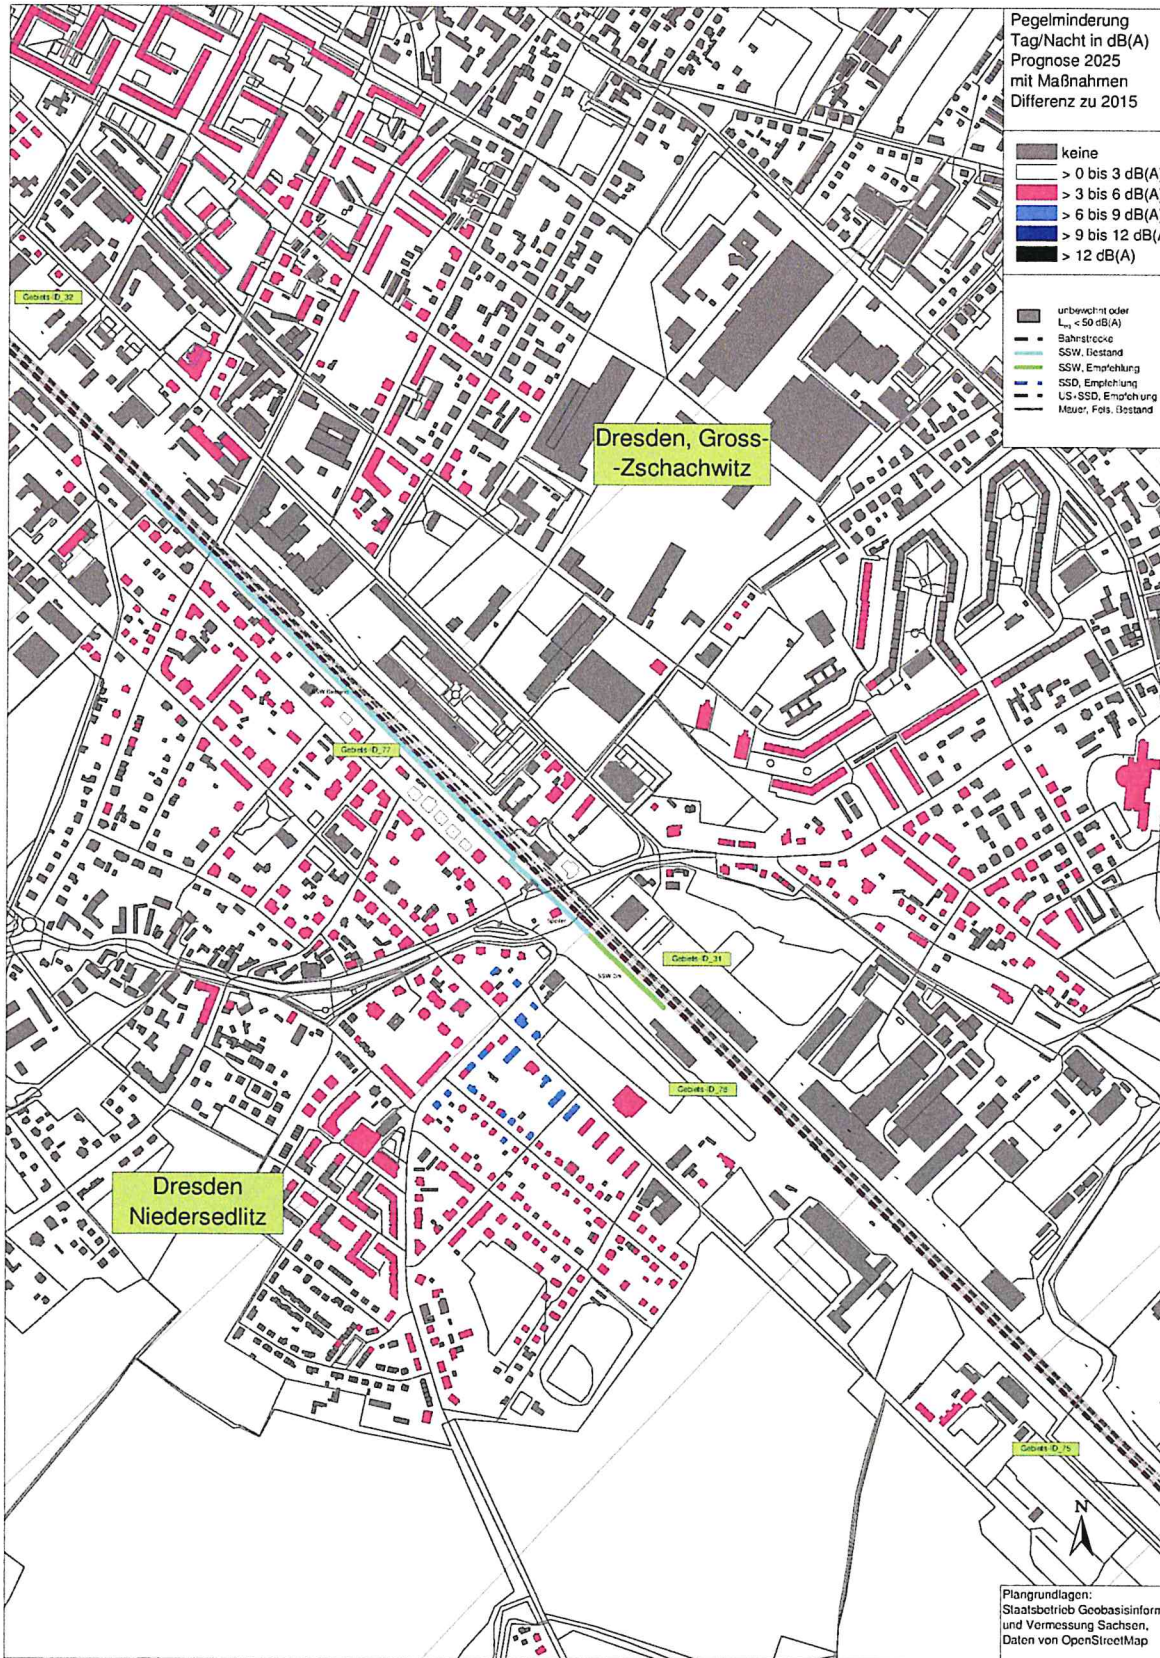 Pegelminderung
Tag/Nacht in dB(A)
Prognose 2025
mit Maßnahmen
Differenz zu 2015
keine
> 0 bis 3 dB(A)
> 3 bis 6 dB(A)
> 6 bis 9 dB(A)
> 9 bis 12 dB(A
> 12 dB(A)
unbewohnt oder
< 50 dB(A)
Bahnstrecke
SSW, Bestand
SSW, Empfehlung
SSD, Empfehlung
US+SSD, Empfehlung
Mauer, Fels, Bestand
Gebiets-ID_32
Dresden, Gross-
-Zschachwitz
Gebiets-ID_77
Gebiets-ID_31
Gebiets-ID_78
Dresden
Niedersedlitz
Gebiets-ID_75
N
Plangrundlagen:
Staatsbetrieb Geobasisinform
und Vermessung Sachsen,
Daten von OpenStreetMap